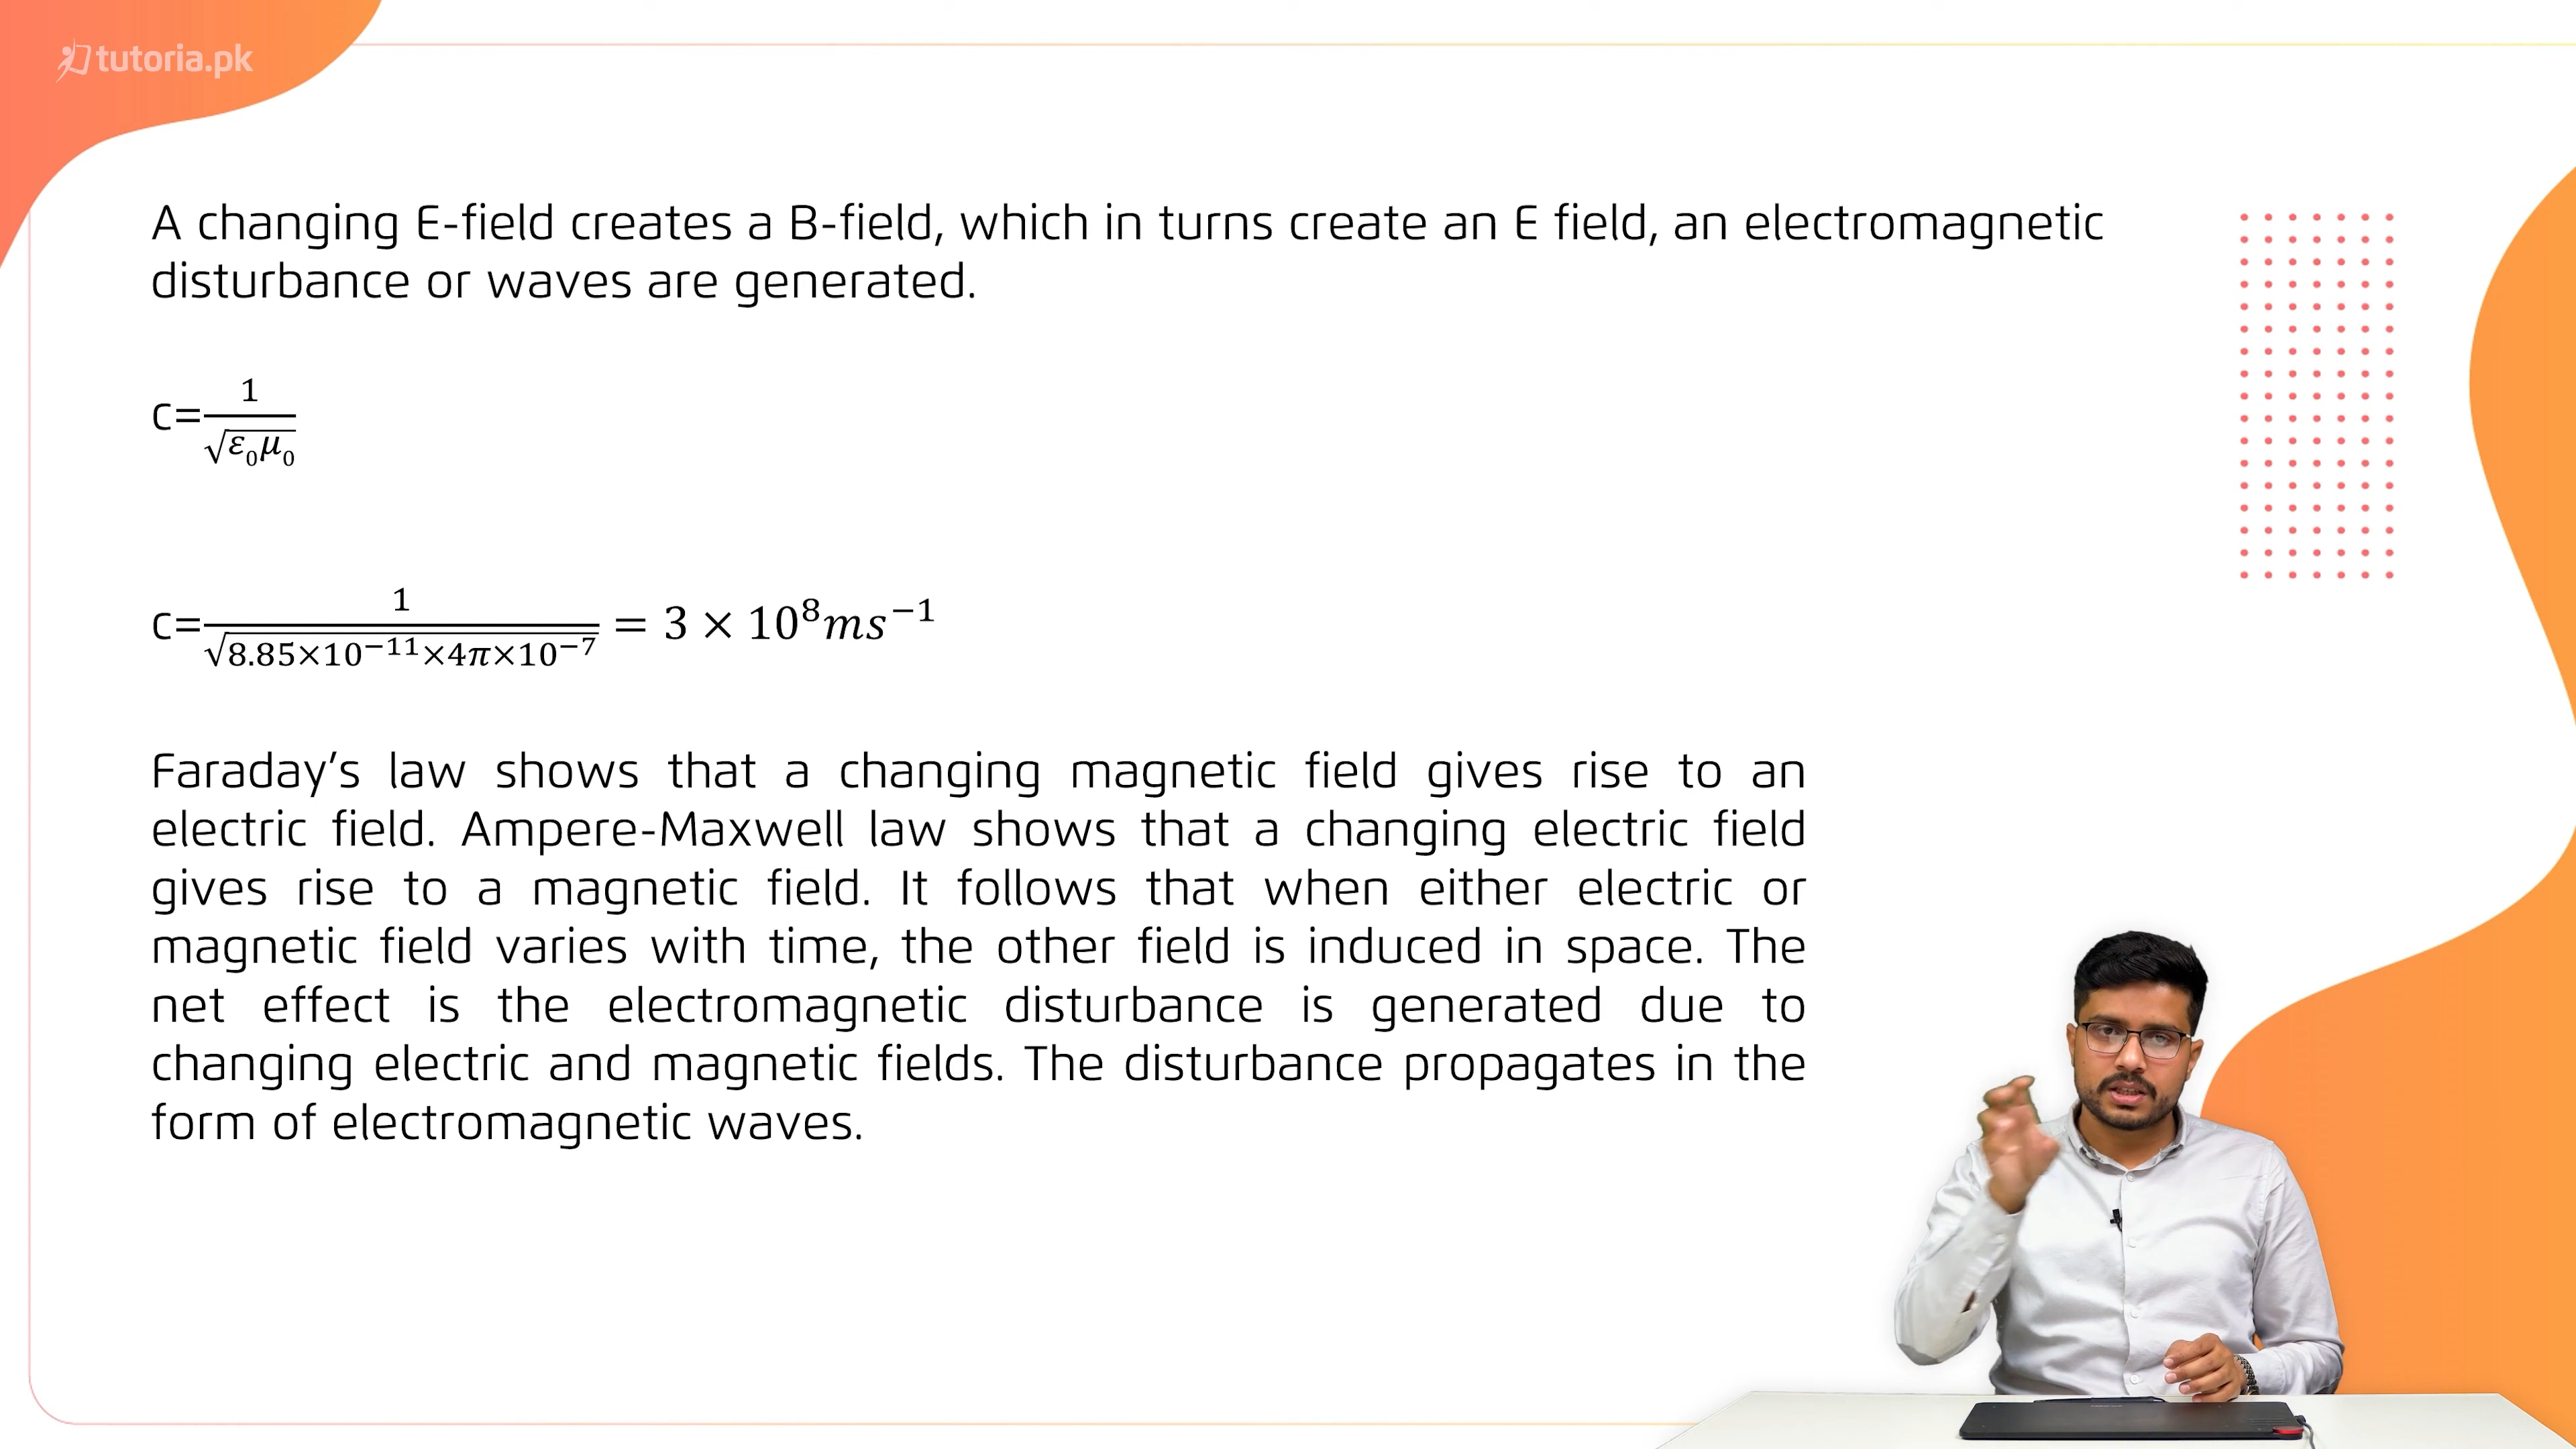 tutoria.pk
A changing E-field creates a B-field, which in turns create an E field, an electromagnetic
disturbance or waves are generated.
c=1/√ε₀μ₀
c=1/√8.85×10⁻¹¹×4π×10⁻⁷ = 3 × 10⁸ms⁻¹
Faraday’s law shows that a changing magnetic field gives rise to an
electric field. Ampere-Maxwell law shows that a changing electric field
gives rise to a magnetic field. It follows that when either electric or
magnetic field varies with time, the other field is induced in space. The
net effect is the electromagnetic disturbance is generated due to
changing electric and magnetic fields. The disturbance propagates in the
form of electromagnetic waves.